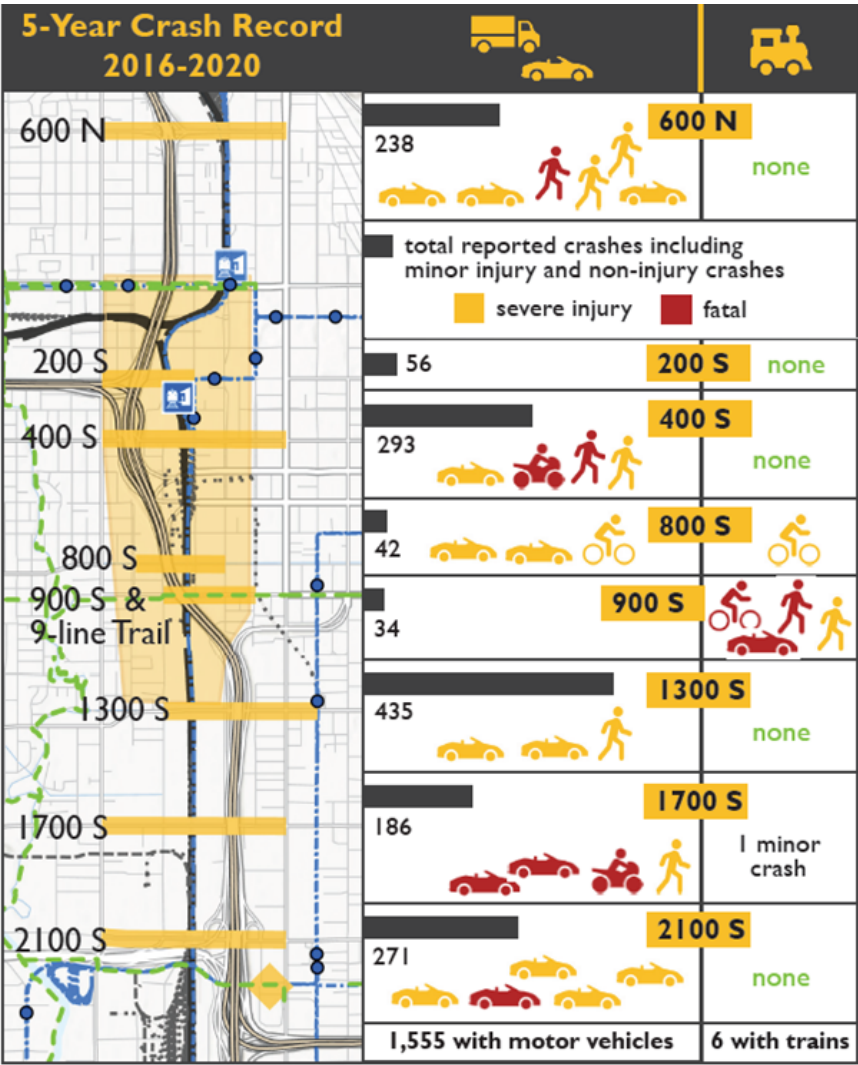 5-Year Crash Record
2016-2020
600 N
200 S
400 S
800 S
900 S &
9-line Trail
1300 S
1700 S
2100 S
600 N
238
none
total reported crashes including
minor injury and non-injury crashes
severe injury
fatal
56
200 S
none
400 S
293
none
800 S
42
900 S
34
1300 S
435
none
1700 S
186
1 minor
crash
2100 S
271
none
1,555 with motor vehicles
6 with trains